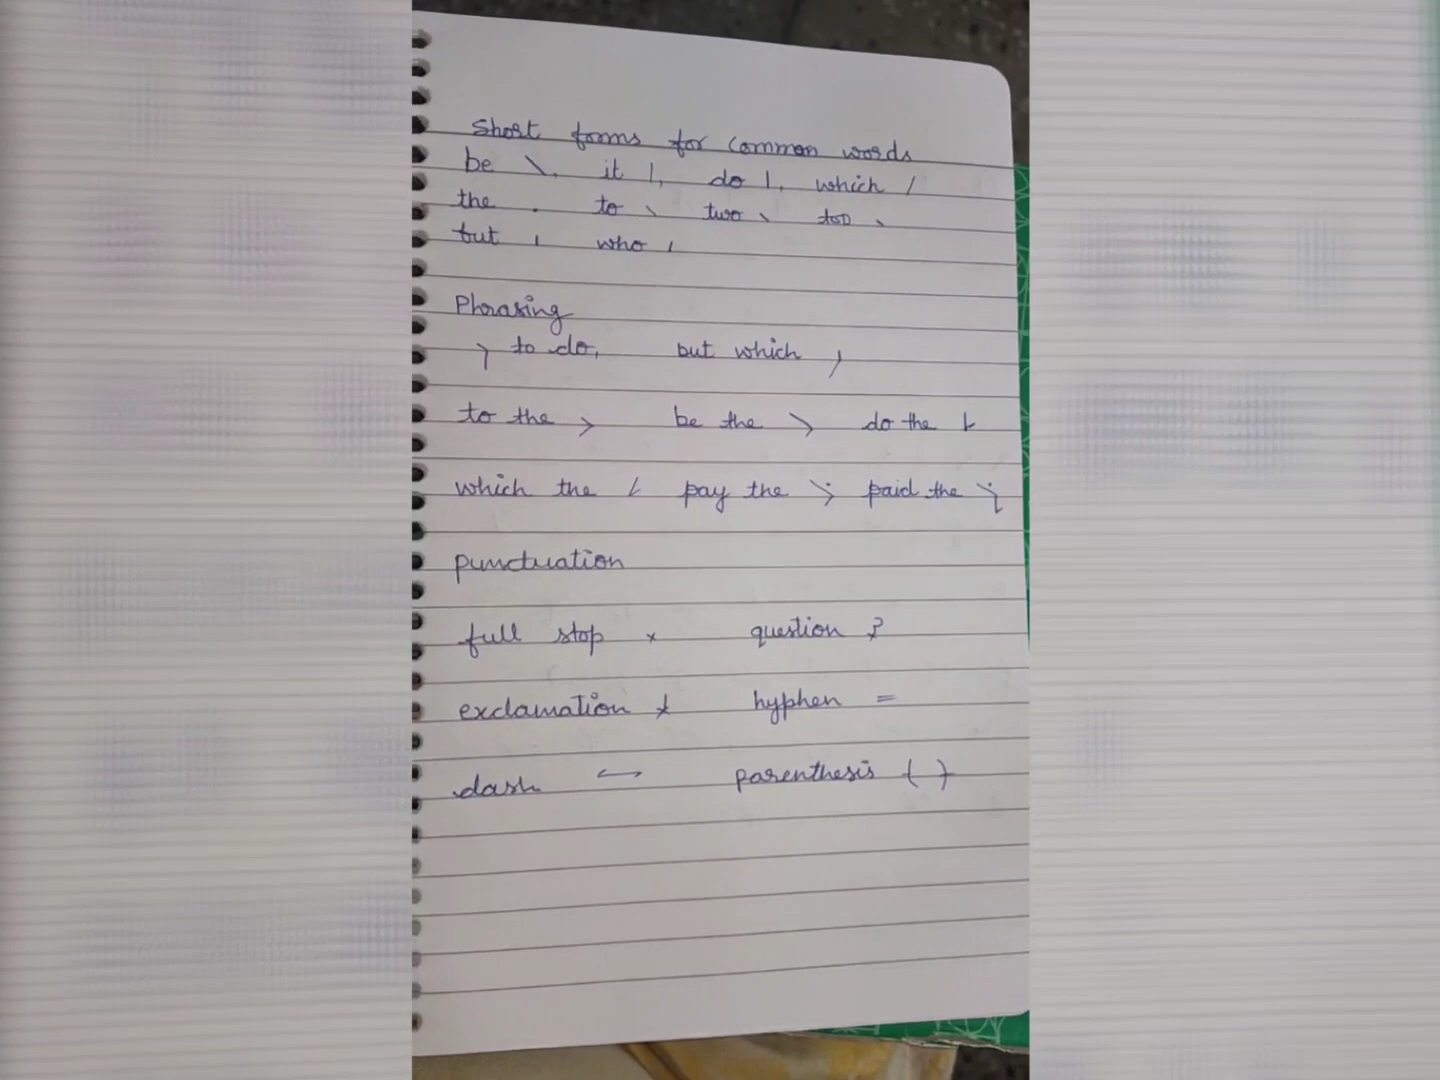 Short forms for common words
be \, it |, do |, which /
the . to \ two \ too \
but ı who ı
Phrasing
to do, but which
to the > be the > do the
which the pay the paid the
punctuation
full stop × question ?
exclamation hyphen =
dash parenthesis ( )